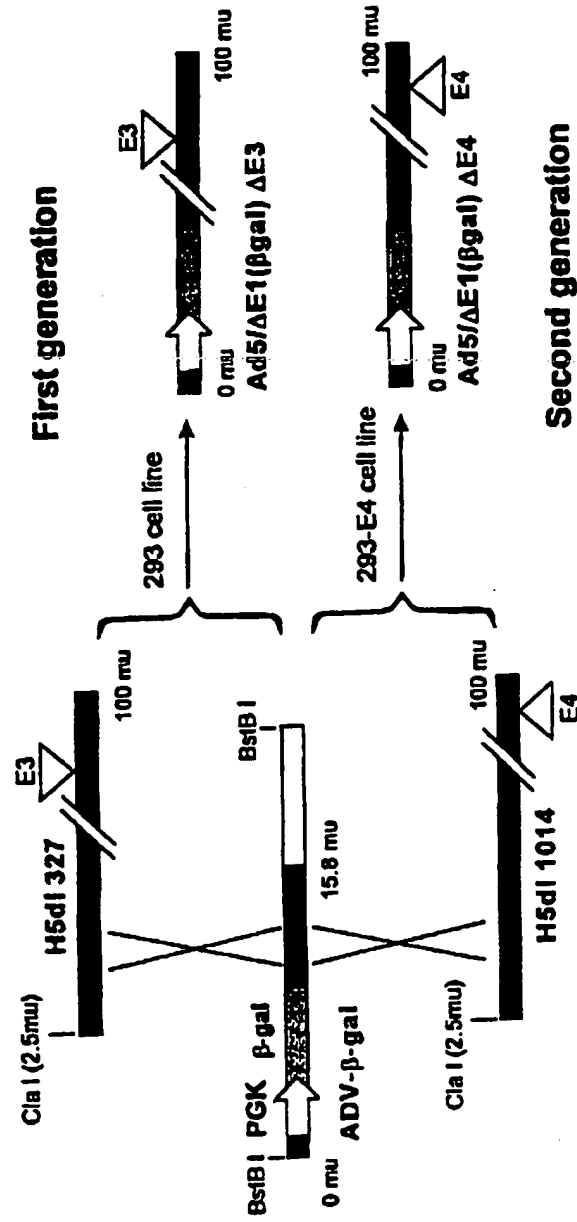 First generation
Cla I (2.5mu)
H5dl 327
E3
100 mu
293 cell line
E3
0 mu
100 mu
Ad5/ΔE1(βgal) ΔE3
BstB I
PGK
β-gal
BstB I
0 mu
ADV-β-gal
15.8 mu
293-E4 cell line
0 mu
100 mu
Ad5/ΔE1(βgal) ΔE4
E4
Cla I (2.5mu)
100 mu
H5dl 1014
E4
Second generation